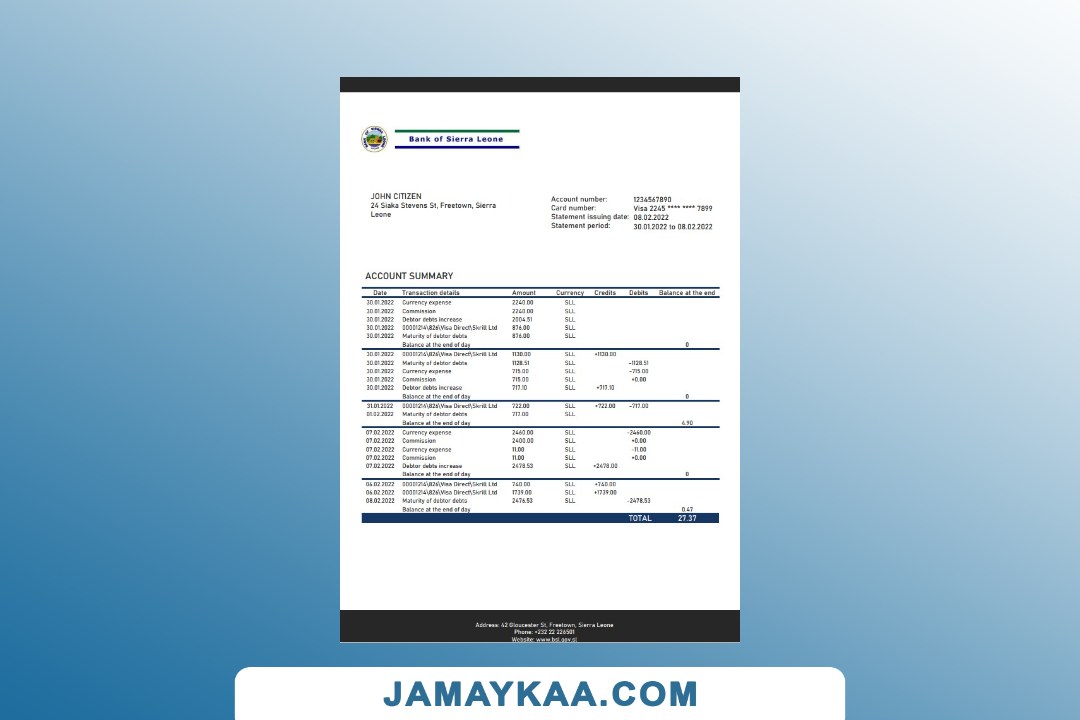 Bank of Sierra Leone
JOHN CITIZEN
24 Siaka Stevens St, Freetown, Sierra
Leone
Account number: 1234567890
Card number: Visa 2245 **** **** 7899
Statement issuing date: 08.02.2022
Statement period: 30.01.2022 to 08.02.2022
ACCOUNT SUMMARY
Date Transaction details Amount Currency Credits Debits Balance at the end
30.01.2022 Currency expense 2240.00 SLL
30.01.2022 Commission 2240.00 SLL
30.01.2022 Debtor debts increase 2004.51 SLL
30.01.2022 00001214\826\Visa Direct\Skrill Ltd 876.00 SLL
30.01.2022 Maturity of debtor debts 876.00 SLL
Balance at the end of day 0
30.01.2022 00001214\826\Visa Direct\Skrill Ltd 1130.00 SLL +1130.00
30.01.2022 Maturity of debtor debts 1128.51 SLL -1128.51
30.01.2022 Currency expense 715.00 SLL -715.00
30.01.2022 Commission 715.00 SLL +0.00
30.01.2022 Debtor debts increase 717.10 SLL +717.10
Balance at the end of day 0
31.01.2022 00001214\826\Visa Direct\Skrill Ltd 722.00 SLL +722.00 -717.00
01.02.2022 Maturity of debtor debts 717.00 SLL
Balance at the end of day 4.90
07.02.2022 Currency expense 2460.00 SLL -2460.00
07.02.2022 Commission 2400.00 SLL +0.00
07.02.2022 Currency expense 11.00 SLL -11.00
07.02.2022 Commission 11.00 SLL +0.00
07.02.2022 Debtor debts increase 2478.53 SLL +2478.00
Balance at the end of day 0
06.02.2022 00001214\826\Visa Direct\Skrill Ltd 740.00 SLL +740.00
06.02.2022 00001214\826\Visa Direct\Skrill Ltd 1739.00 SLL +1739.00
08.02.2022 Maturity of debtor debts 2476.53 SLL -2478.53
Balance at the end of day 0.47
TOTAL 27.37
Address: 42 Gloucester St, Freetown, Sierra Leone
Phone: +232 22 226501
Website: www.bsl.gov.sl
JAMAYKAA.COM